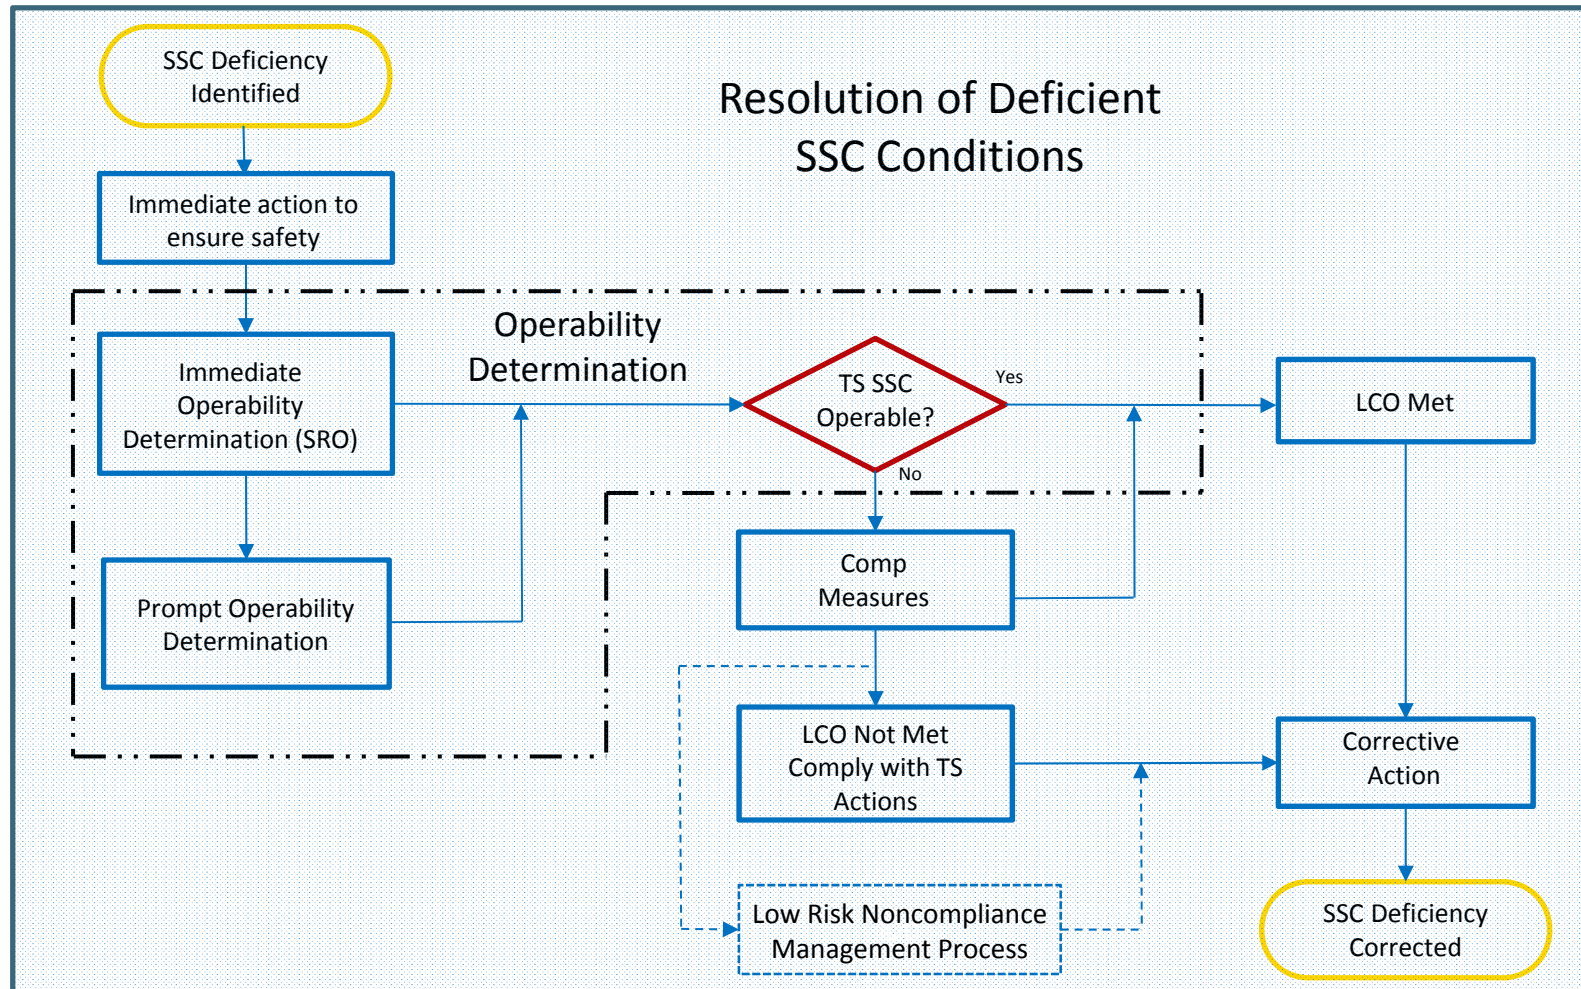 SSC Deficiency
Identified
Resolution of Deficient
SSC Conditions
Immediate action to
ensure safety
Operability
Determination
Immediate
Operability
Determination (SRO)
TS SSC
Operable?
Yes
No
LCO Met
Prompt Operability
Determination
Comp
Measures
LCO Not Met
Comply with TS
Actions
Corrective
Action
Low Risk Noncompliance
Management Process
SSC Deficiency
Corrected